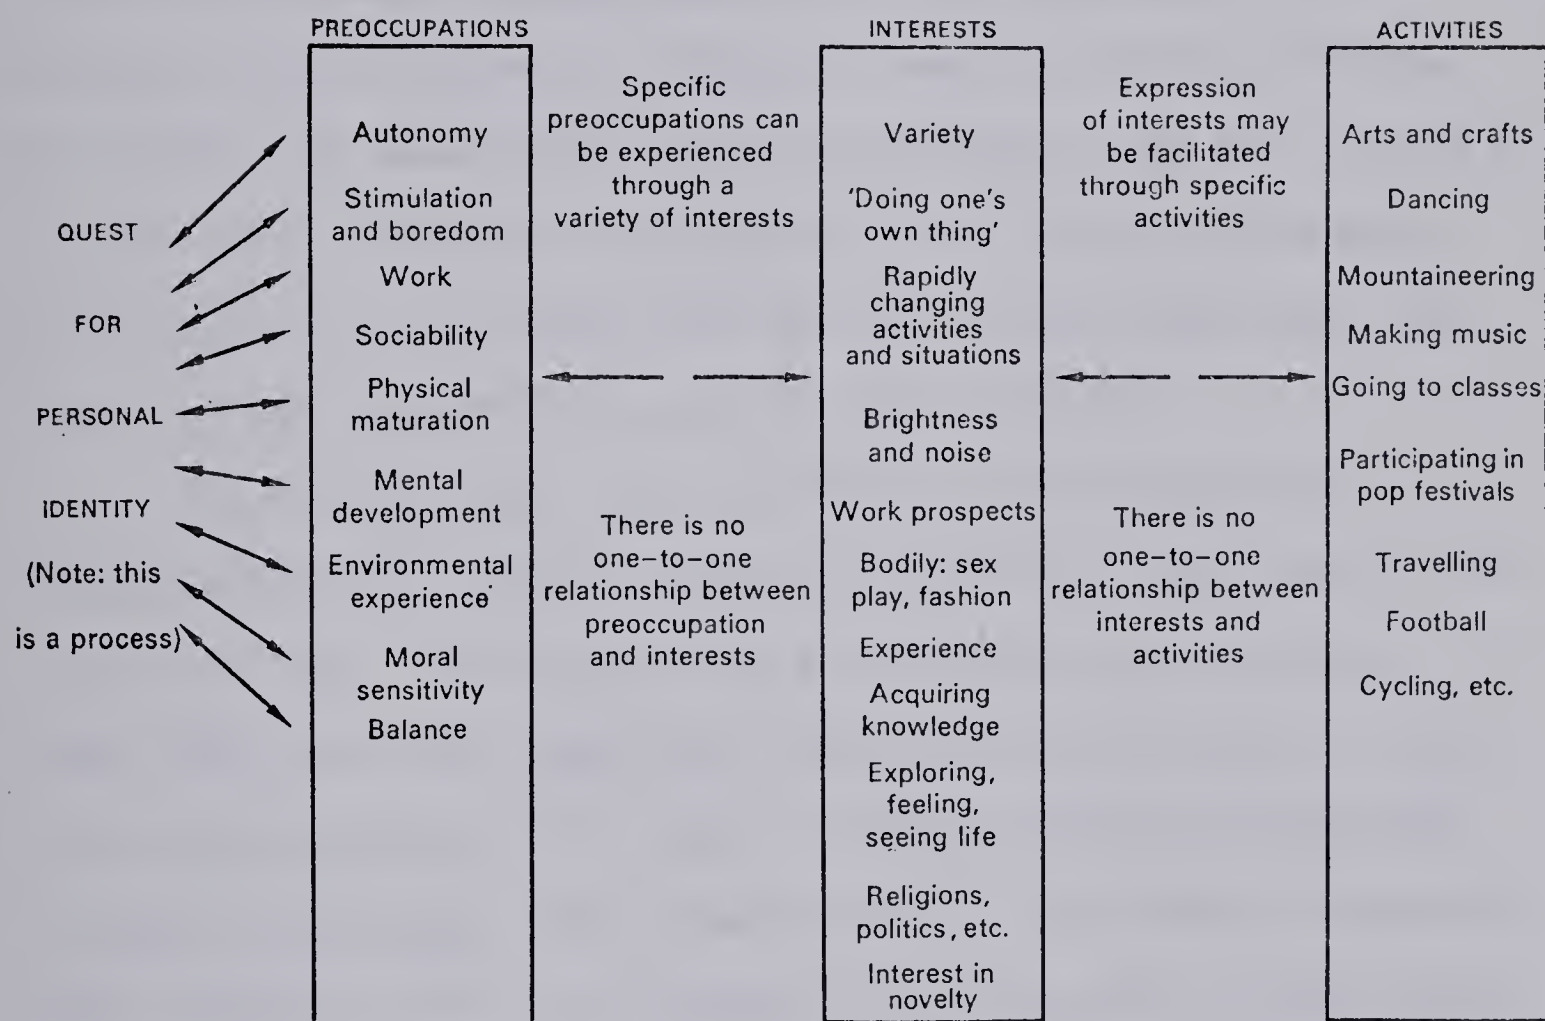 PREOCCUPATIONS
INTERESTS
ACTIVITIES
QUEST
FOR
PERSONAL
IDENTITY
(Note: this
is a process)
Autonomy
Stimulation
and boredom
Work
Sociability
Physical
maturation
Mental
development
Environmental
experience
Moral
sensitivity
Balance
Specific
preoccupations can
be experienced
through a
variety of interests
There is no
one-to-one
relationship between
preoccupation
and interests
Variety
'Doing one's
own thing'
Rapidly
changing
activities
and situations
Brightness
and noise
Work prospects
Bodily: sex
play, fashion
Experience
Acquiring
knowledge
Exploring,
feeling,
seeing life
Religions,
politics, etc.
Interest in
novelty
Expression
of interests may
be facilitated
through specific
activities
There is no
one-to-one
relationship between
interests and
activities
Arts and crafts
Dancing
Mountaineering
Making music
Going to classes
Participating in
pop festivals
Travelling
Football
Cycling, etc.